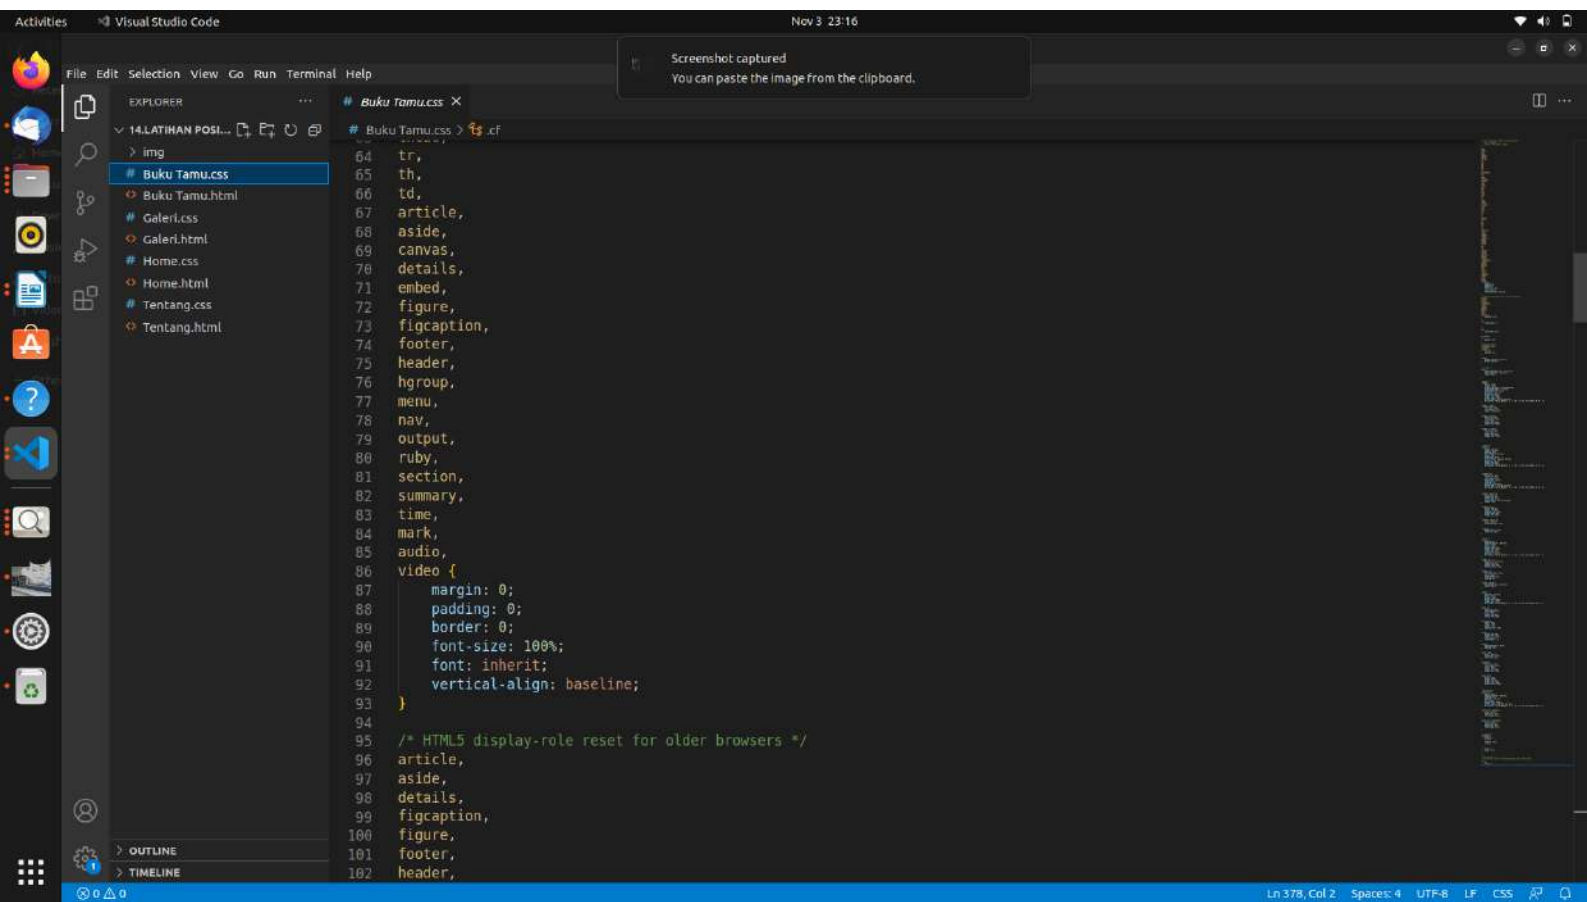 Activities
Visual Studio Code
Nov 3 23:16
Screenshot captured
You can paste the image from the clipboard.
File Edit Selection View Go Run Terminal Help
EXPLORER
14.LATIHAN POSI...
img
# Buku Tamu.css
<> Buku Tamu.html
# Galeri.css
<> Galeri.html
# Home.css
<> Home.html
# Tentang.css
<> Tentang.html
OUTLINE
TIMELINE
# Buku Tamu.css ×
# Buku Tamu.css > .cf
64 tr,
65 th,
66 td,
67 article,
68 aside,
69 canvas,
70 details,
71 embed,
72 figure,
73 figcaption,
74 footer,
75 header,
76 hgroup,
77 menu,
78 nav,
79 output,
80 ruby,
81 section,
82 summary,
83 time,
84 mark,
85 audio,
86 video {
87 margin: 0;
88 padding: 0;
89 border: 0;
90 font-size: 100%;
91 font: inherit;
92 vertical-align: baseline;
93 }
94
95 /* HTML5 display-role reset for older browsers */
96 article,
97 aside,
98 details,
99 figcaption,
100 figure,
101 footer,
102 header,
1
0 0
Ln 378, Col 2 Spaces: 4 UTF-8 LF CSS